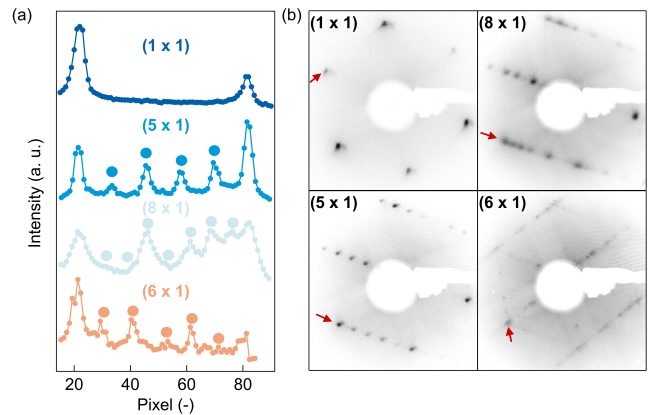 (a)
(1 x 1)
(5 x 1)
(8 x 1)
(6 x 1)
Intensity (a. u.)
20
40
60
80
Pixel (-)
(b)
(1 x 1)
(8 x 1)
(5 x 1)
(6 x 1)